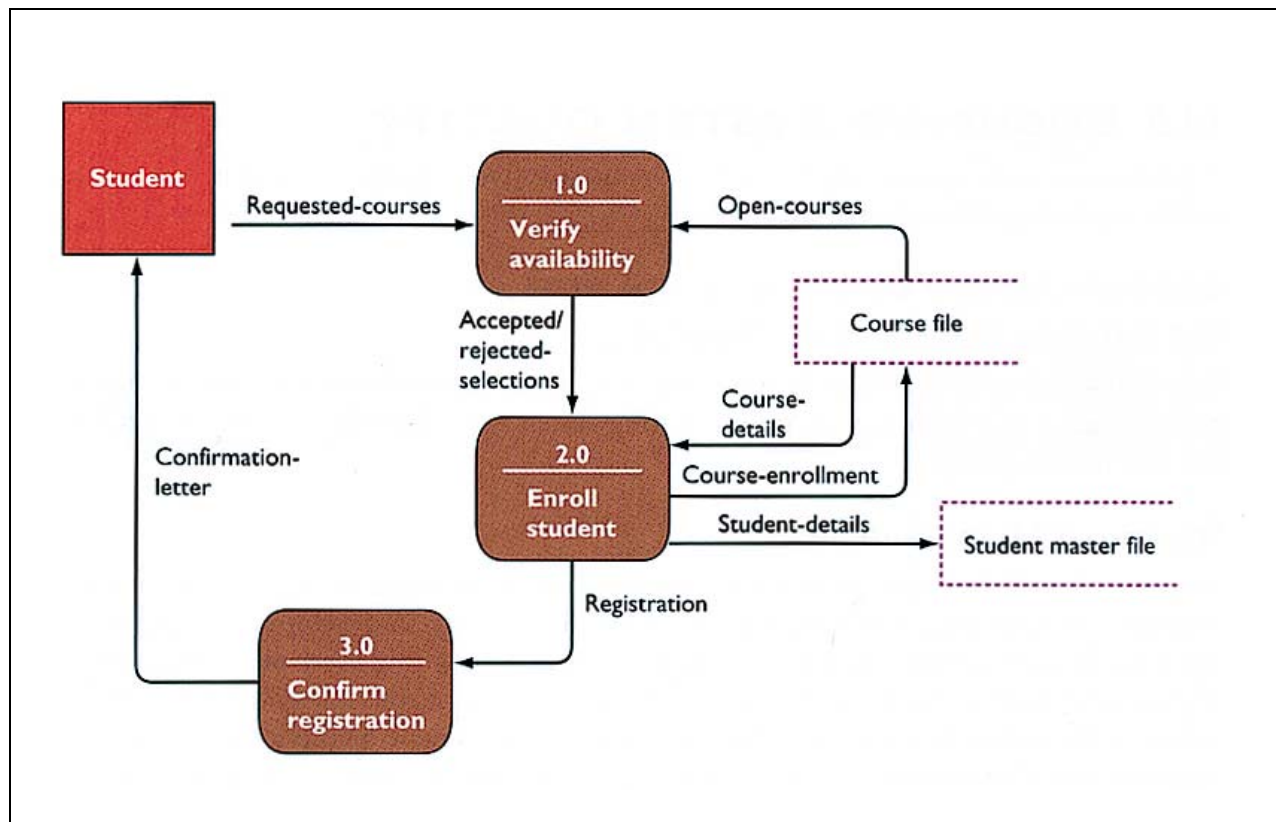 Student
Requested-courses
1.0
Verify
availability
Open-courses
Accepted/
rejected-
selections
Course file
Course-
details
2.0
Enroll
student
Course-enrollment
Student-details
Student master file
Confirmation-
letter
Registration
3.0
Confirm
registration